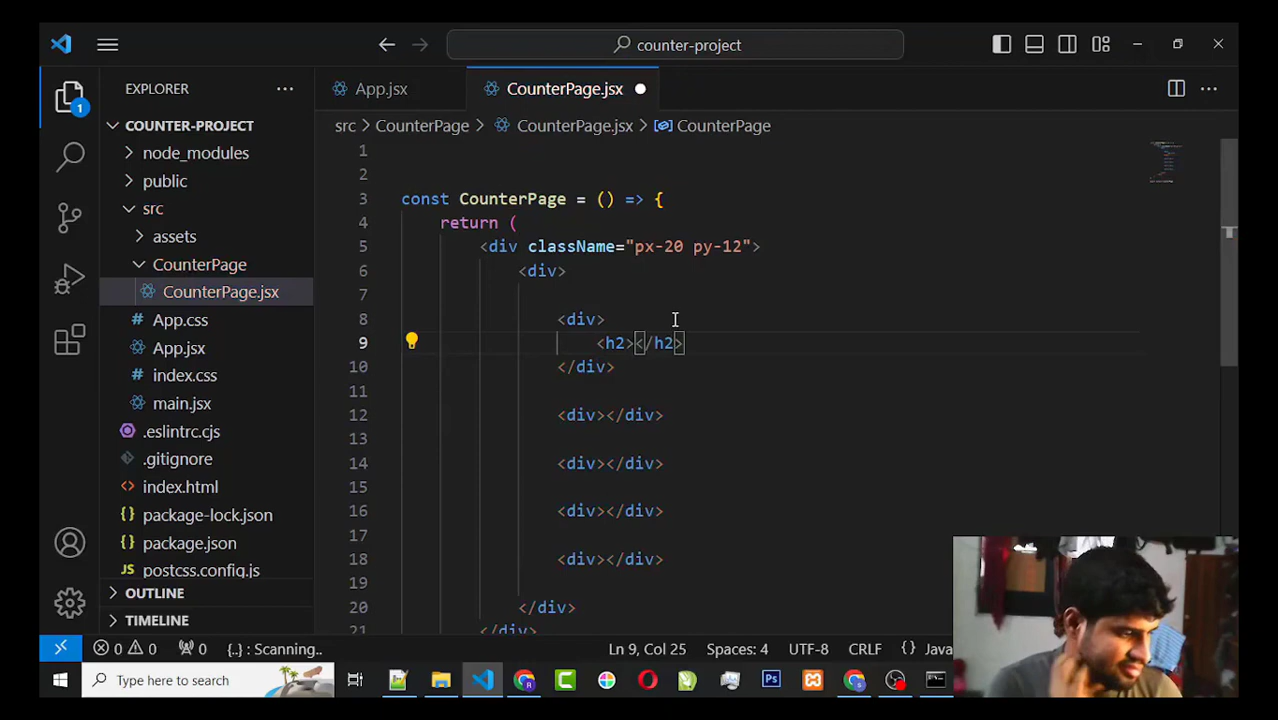 counter-project
EXPLORER
App.jsx
CounterPage.jsx
1
COUNTER-PROJECT
src > CounterPage > CounterPage.jsx > CounterPage
node_modules
public
src
assets
CounterPage
CounterPage.jsx
App.css
App.jsx
index.css
main.jsx
.eslintrc.cjs
.gitignore
index.html
package-lock.json
package.json
postcss.config.js
OUTLINE
TIMELINE
1
2
3 const CounterPage = () => {
4 return (
5 <div className="px-20 py-12">
6 <div>
7
8 <div>
9 <h2></h2>
10 </div>
11
12 <div></div>
13
14 <div></div>
15
16 <div></div>
17
18 <div></div>
19
20 </div>
21 </div>
0 0 0 {..} : Scanning.. Ln 9, Col 25 Spaces: 4 UTF-8 CRLF {} Java
Type here to search
Ps